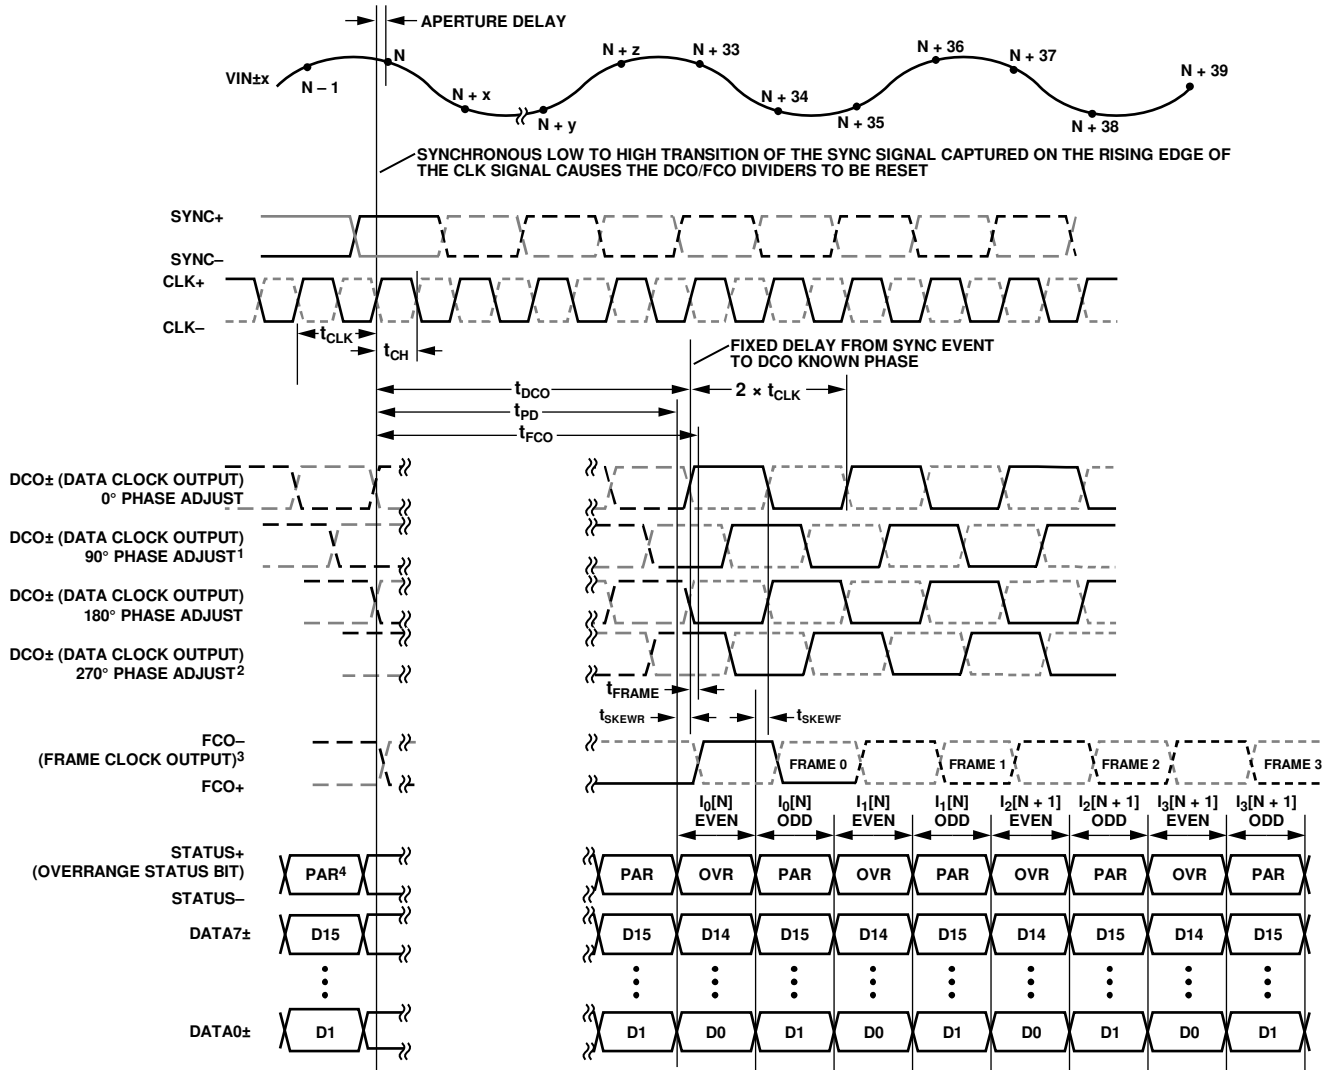 APERTURE DELAY
VIN±x
N – 1
N
N + x
N + y
N + z
N + 33
N + 34
N + 35
N + 36
N + 37
N + 38
N + 39
SYNCHRONOUS LOW TO HIGH TRANSITION OF THE SYNC SIGNAL CAPTURED ON THE RISING EDGE OF
THE CLK SIGNAL CAUSES THE DCO/FCO DIVIDERS TO BE RESET
SYNC+
SYNC–
CLK+
CLK–
tCLK
tCH
FIXED DELAY FROM SYNC EVENT
TO DCO KNOWN PHASE
tDCO
2 × tCLK
tPD
tFCO
DCO± (DATA CLOCK OUTPUT)
0° PHASE ADJUST
DCO± (DATA CLOCK OUTPUT)
90° PHASE ADJUST1
DCO± (DATA CLOCK OUTPUT)
180° PHASE ADJUST
DCO± (DATA CLOCK OUTPUT)
270° PHASE ADJUST2
tFRAME
tSKEWR
tSKEWF
FCO–
(FRAME CLOCK OUTPUT)3
FCO+
FRAME 0
FRAME 1
FRAME 2
FRAME 3
I0[N] EVEN
I0[N] ODD
I1[N] EVEN
I1[N] ODD
I2[N + 1] EVEN
I2[N + 1] ODD
I3[N + 1] EVEN
I3[N + 1] ODD
STATUS+
(OVERRANGE STATUS BIT)
STATUS–
PAR4 PAR OVR PAR OVR PAR OVR PAR OVR PAR
DATA7± D15 D15 D14 D15 D14 D15 D14 D15 D14 D15
DATA0± D1 D1 D0 D1 D0 D1 D0 D1 D0 D1